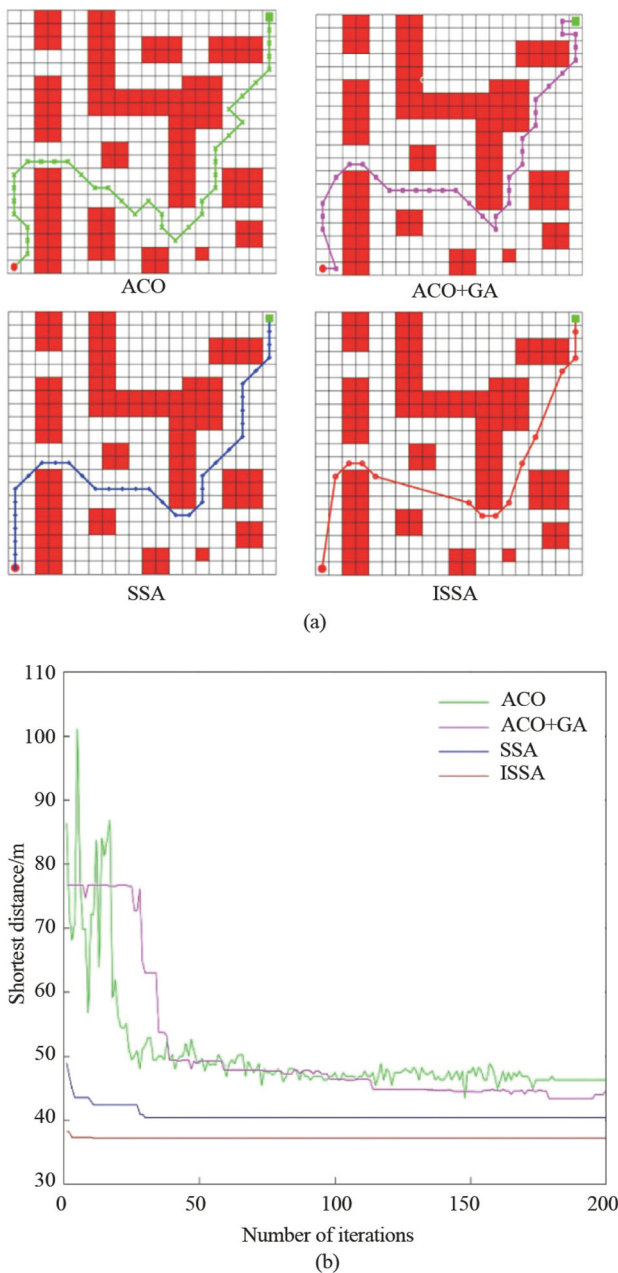 ACO
ACO+GA
SSA
ISSA
(a)
110
100
90
80
70
60
50
40
30
Shortest distance/m
ACO
ACO+GA
SSA
ISSA
0
50
100
150
200
Number of iterations
(b)